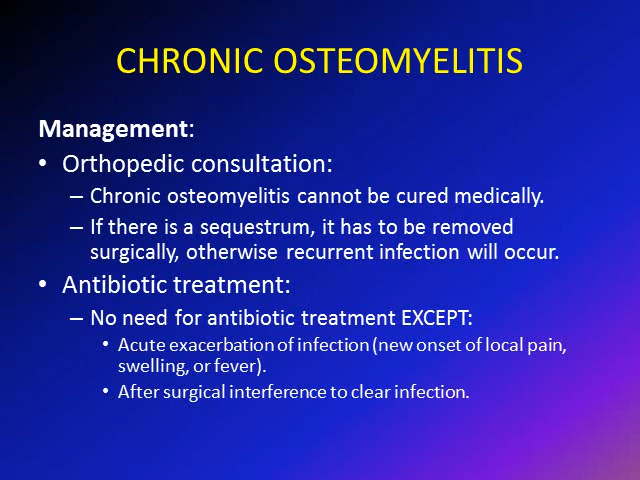 CHRONIC OSTEOMYELITIS
Management:
• Orthopedic consultation:
– Chronic osteomyelitis cannot be cured medically.
– If there is a sequestrum, it has to be removed
surgically, otherwise recurrent infection will occur.
• Antibiotic treatment:
– No need for antibiotic treatment EXCEPT:
• Acute exacerbation of infection (new onset of local pain,
swelling, or fever).
• After surgical interference to clear infection.